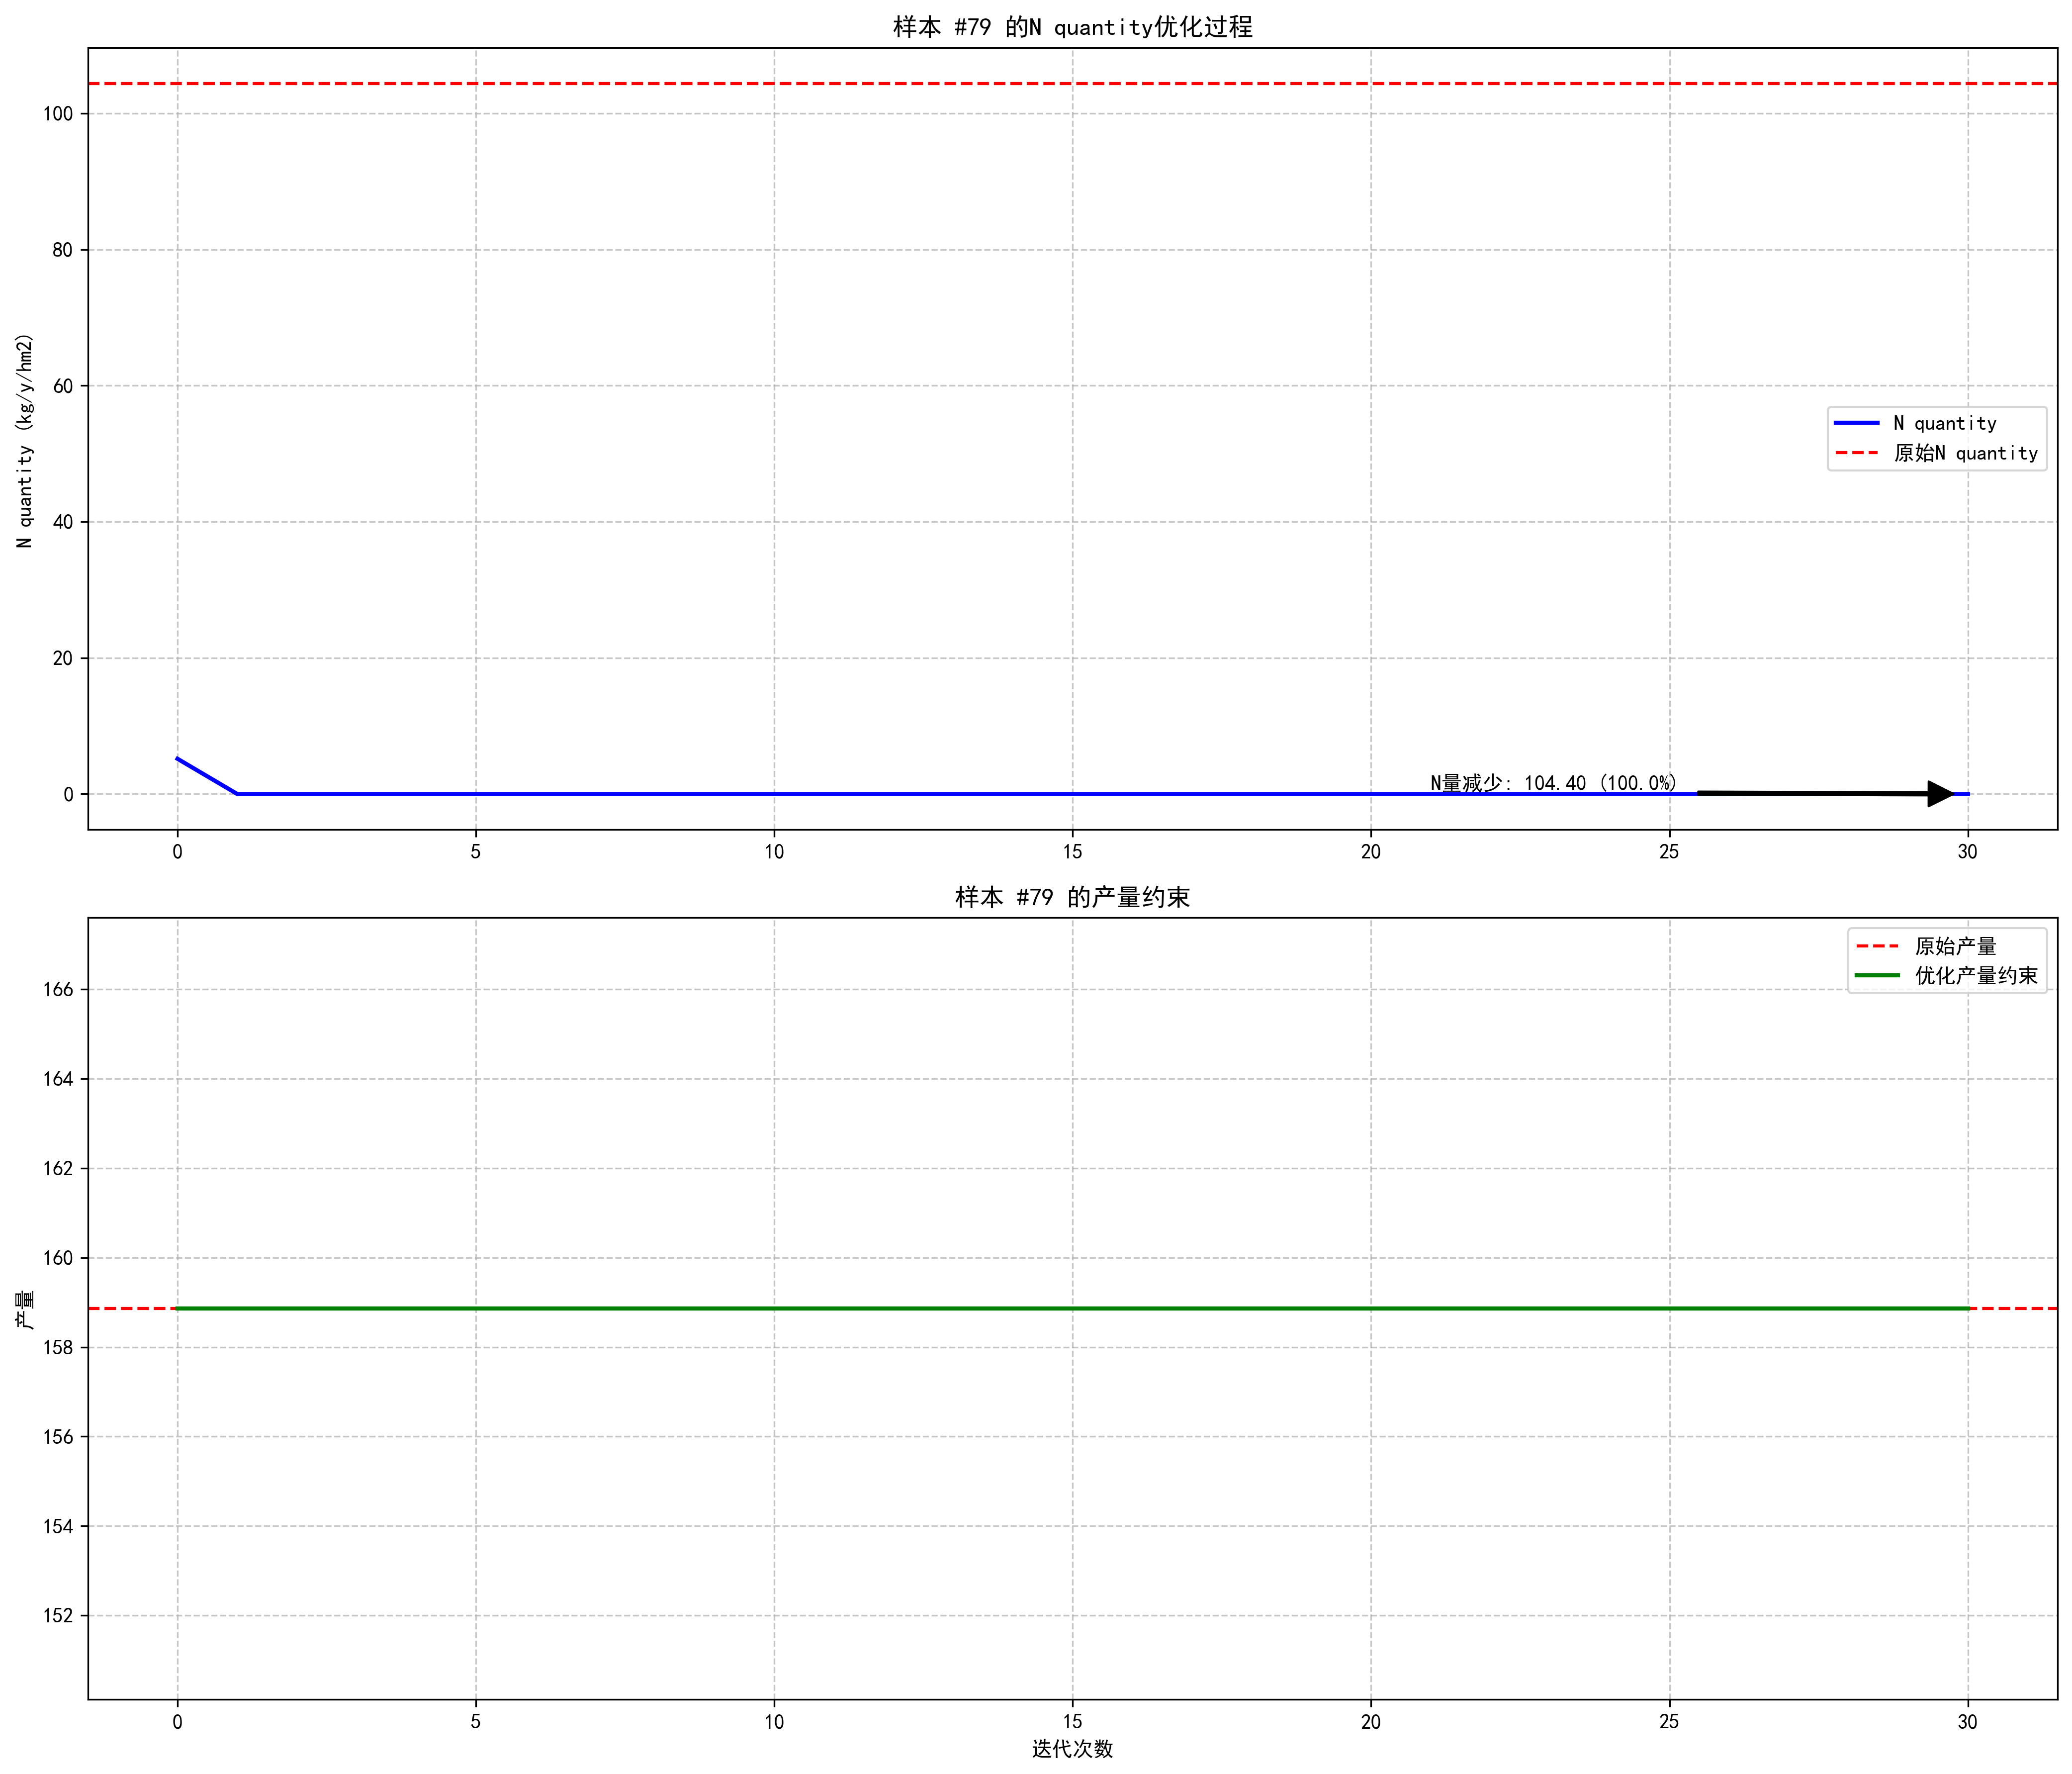 样本 #79 的N quantity优化过程
100
80
60
40
20
0
N quantity (kg/y/hm2)
N quantity
原始N quantity
N量减少: 104.40 (100.0%)
0 5 10 15 20 25 30
样本 #79 的产量约束
166
164
162
160
158
156
154
152
产量
原始产量
优化产量约束
0 5 10 15 20 25 30
迭代次数